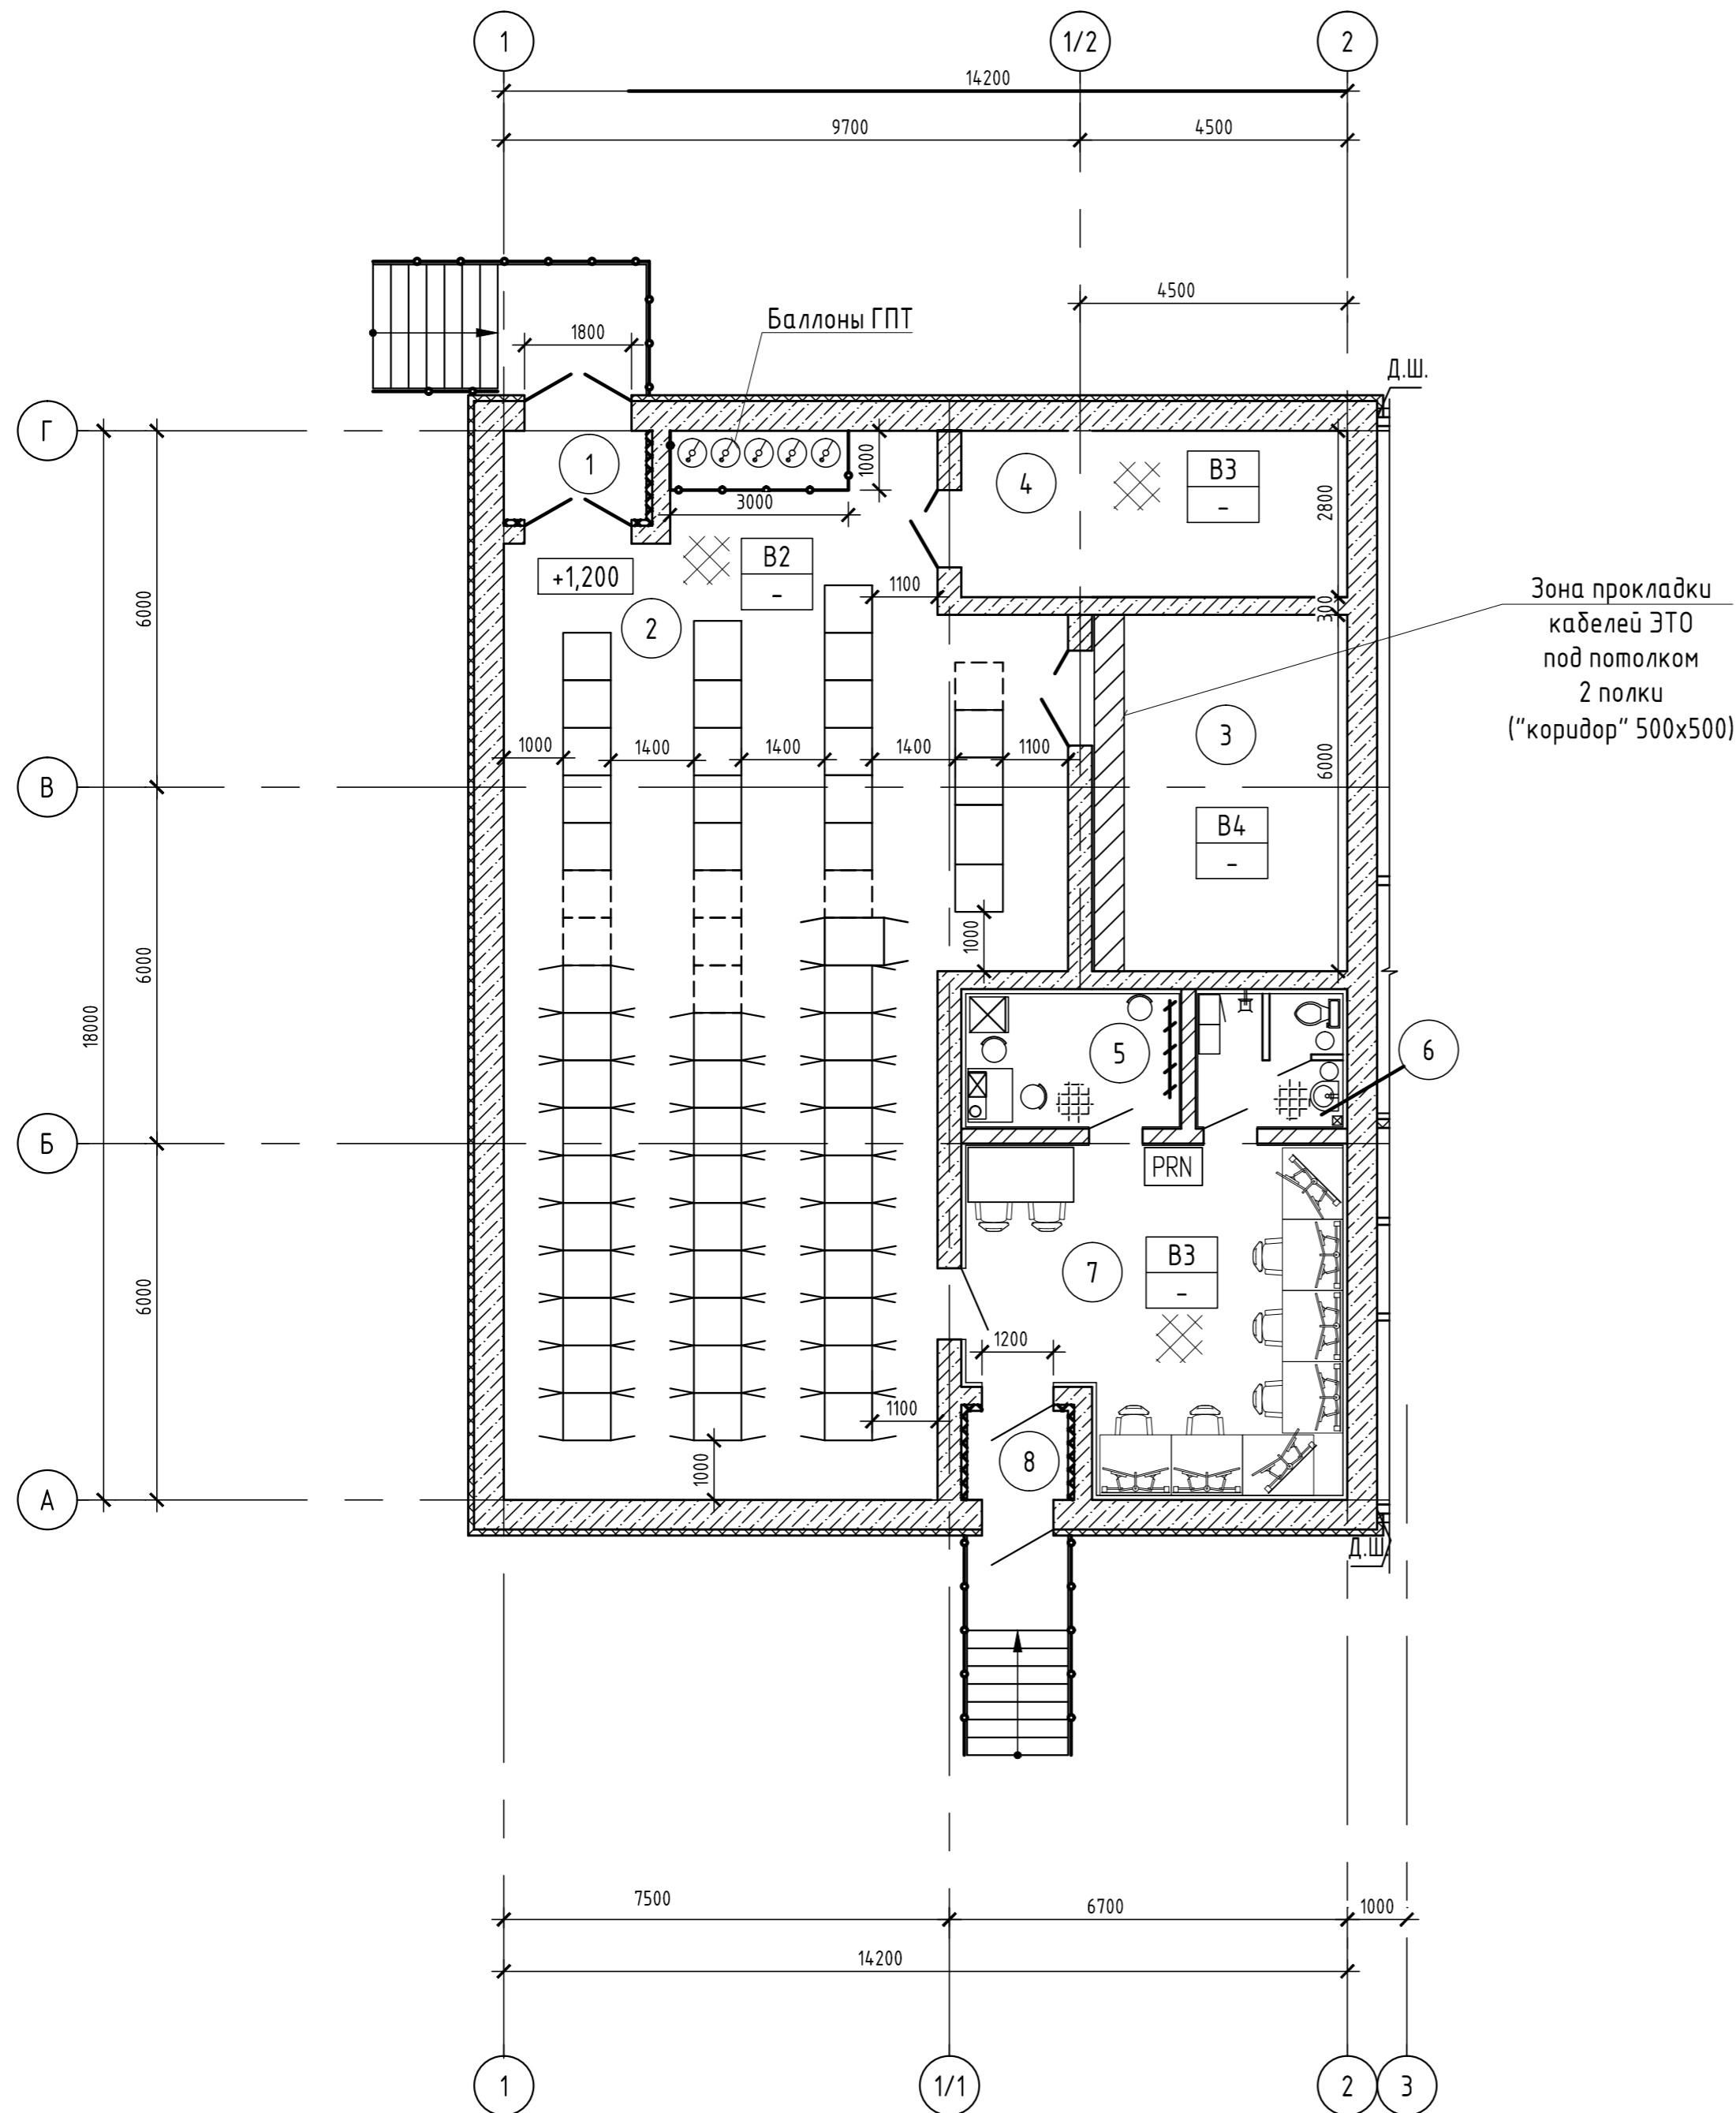 1
1/2
2
14200
9700
4500
4500
1800
Баллоны ГПТ
Д.Ш.
Г
1
4
В3
-
1000
2800
3000
+1,200
В2
-
1100
2
300
Зона прокладки
кабелей ЭТО
под потолком
2 полки
("коридор" 500х500)
6000
3
1000
1400
1400
1400
1100
6000
В
В4
-
1000
6000
18000
5
6
Б
PRN
7
В3
-
6000
1200
1100
8
1000
А
Д.Ш.
7500
6700
1000
14200
1
1/1
2
3